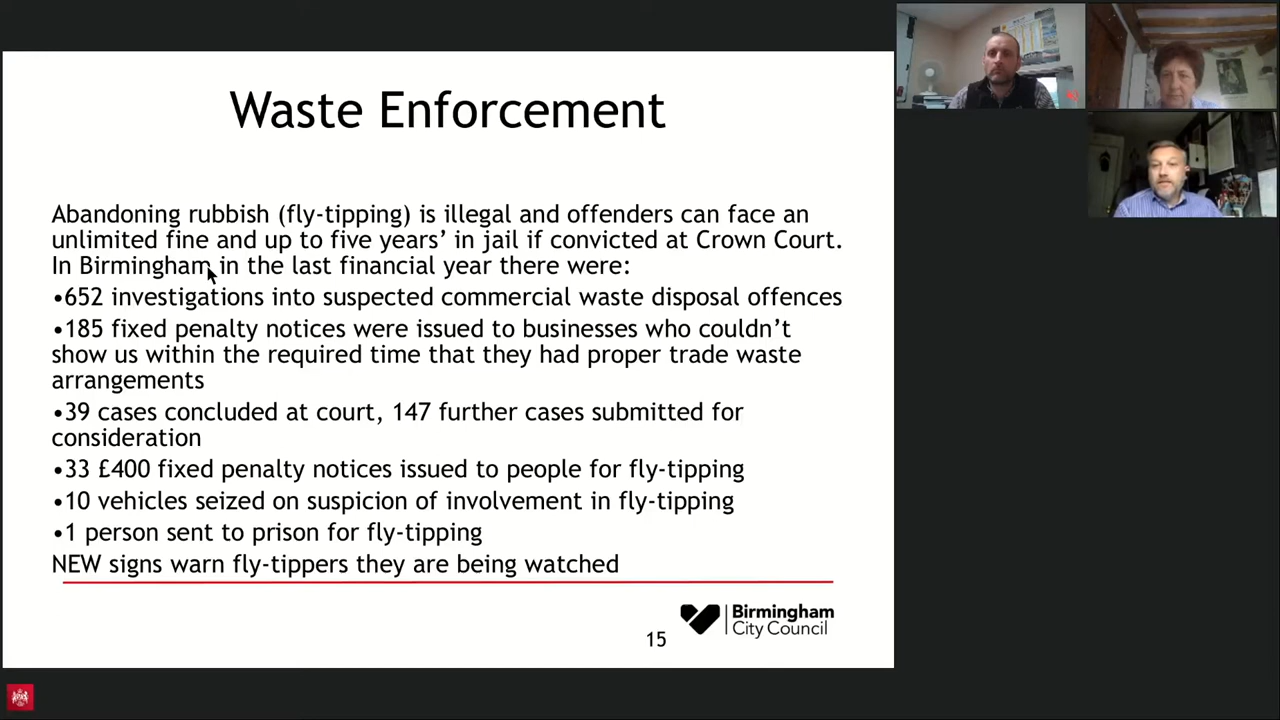 Waste Enforcement
Abandoning rubbish (fly-tipping) is illegal and offenders can face an
unlimited fine and up to five years’ in jail if convicted at Crown Court.
In Birmingham in the last financial year there were:
•652 investigations into suspected commercial waste disposal offences
•185 fixed penalty notices were issued to businesses who couldn’t
show us within the required time that they had proper trade waste
arrangements
•39 cases concluded at court, 147 further cases submitted for
consideration
•33 £400 fixed penalty notices issued to people for fly-tipping
•10 vehicles seized on suspicion of involvement in fly-tipping
•1 person sent to prison for fly-tipping
NEW signs warn fly-tippers they are being watched
Birmingham
City Council
15